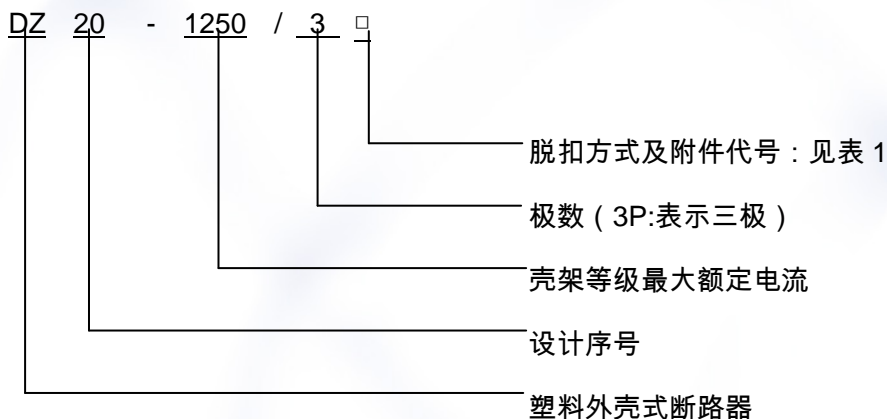 DZ 20 - 1250 / 3 □
脱扣方式及附件代号：见表 1
极数（3P:表示三极）
壳架等级最大额定电流
设计序号
塑料外壳式断路器